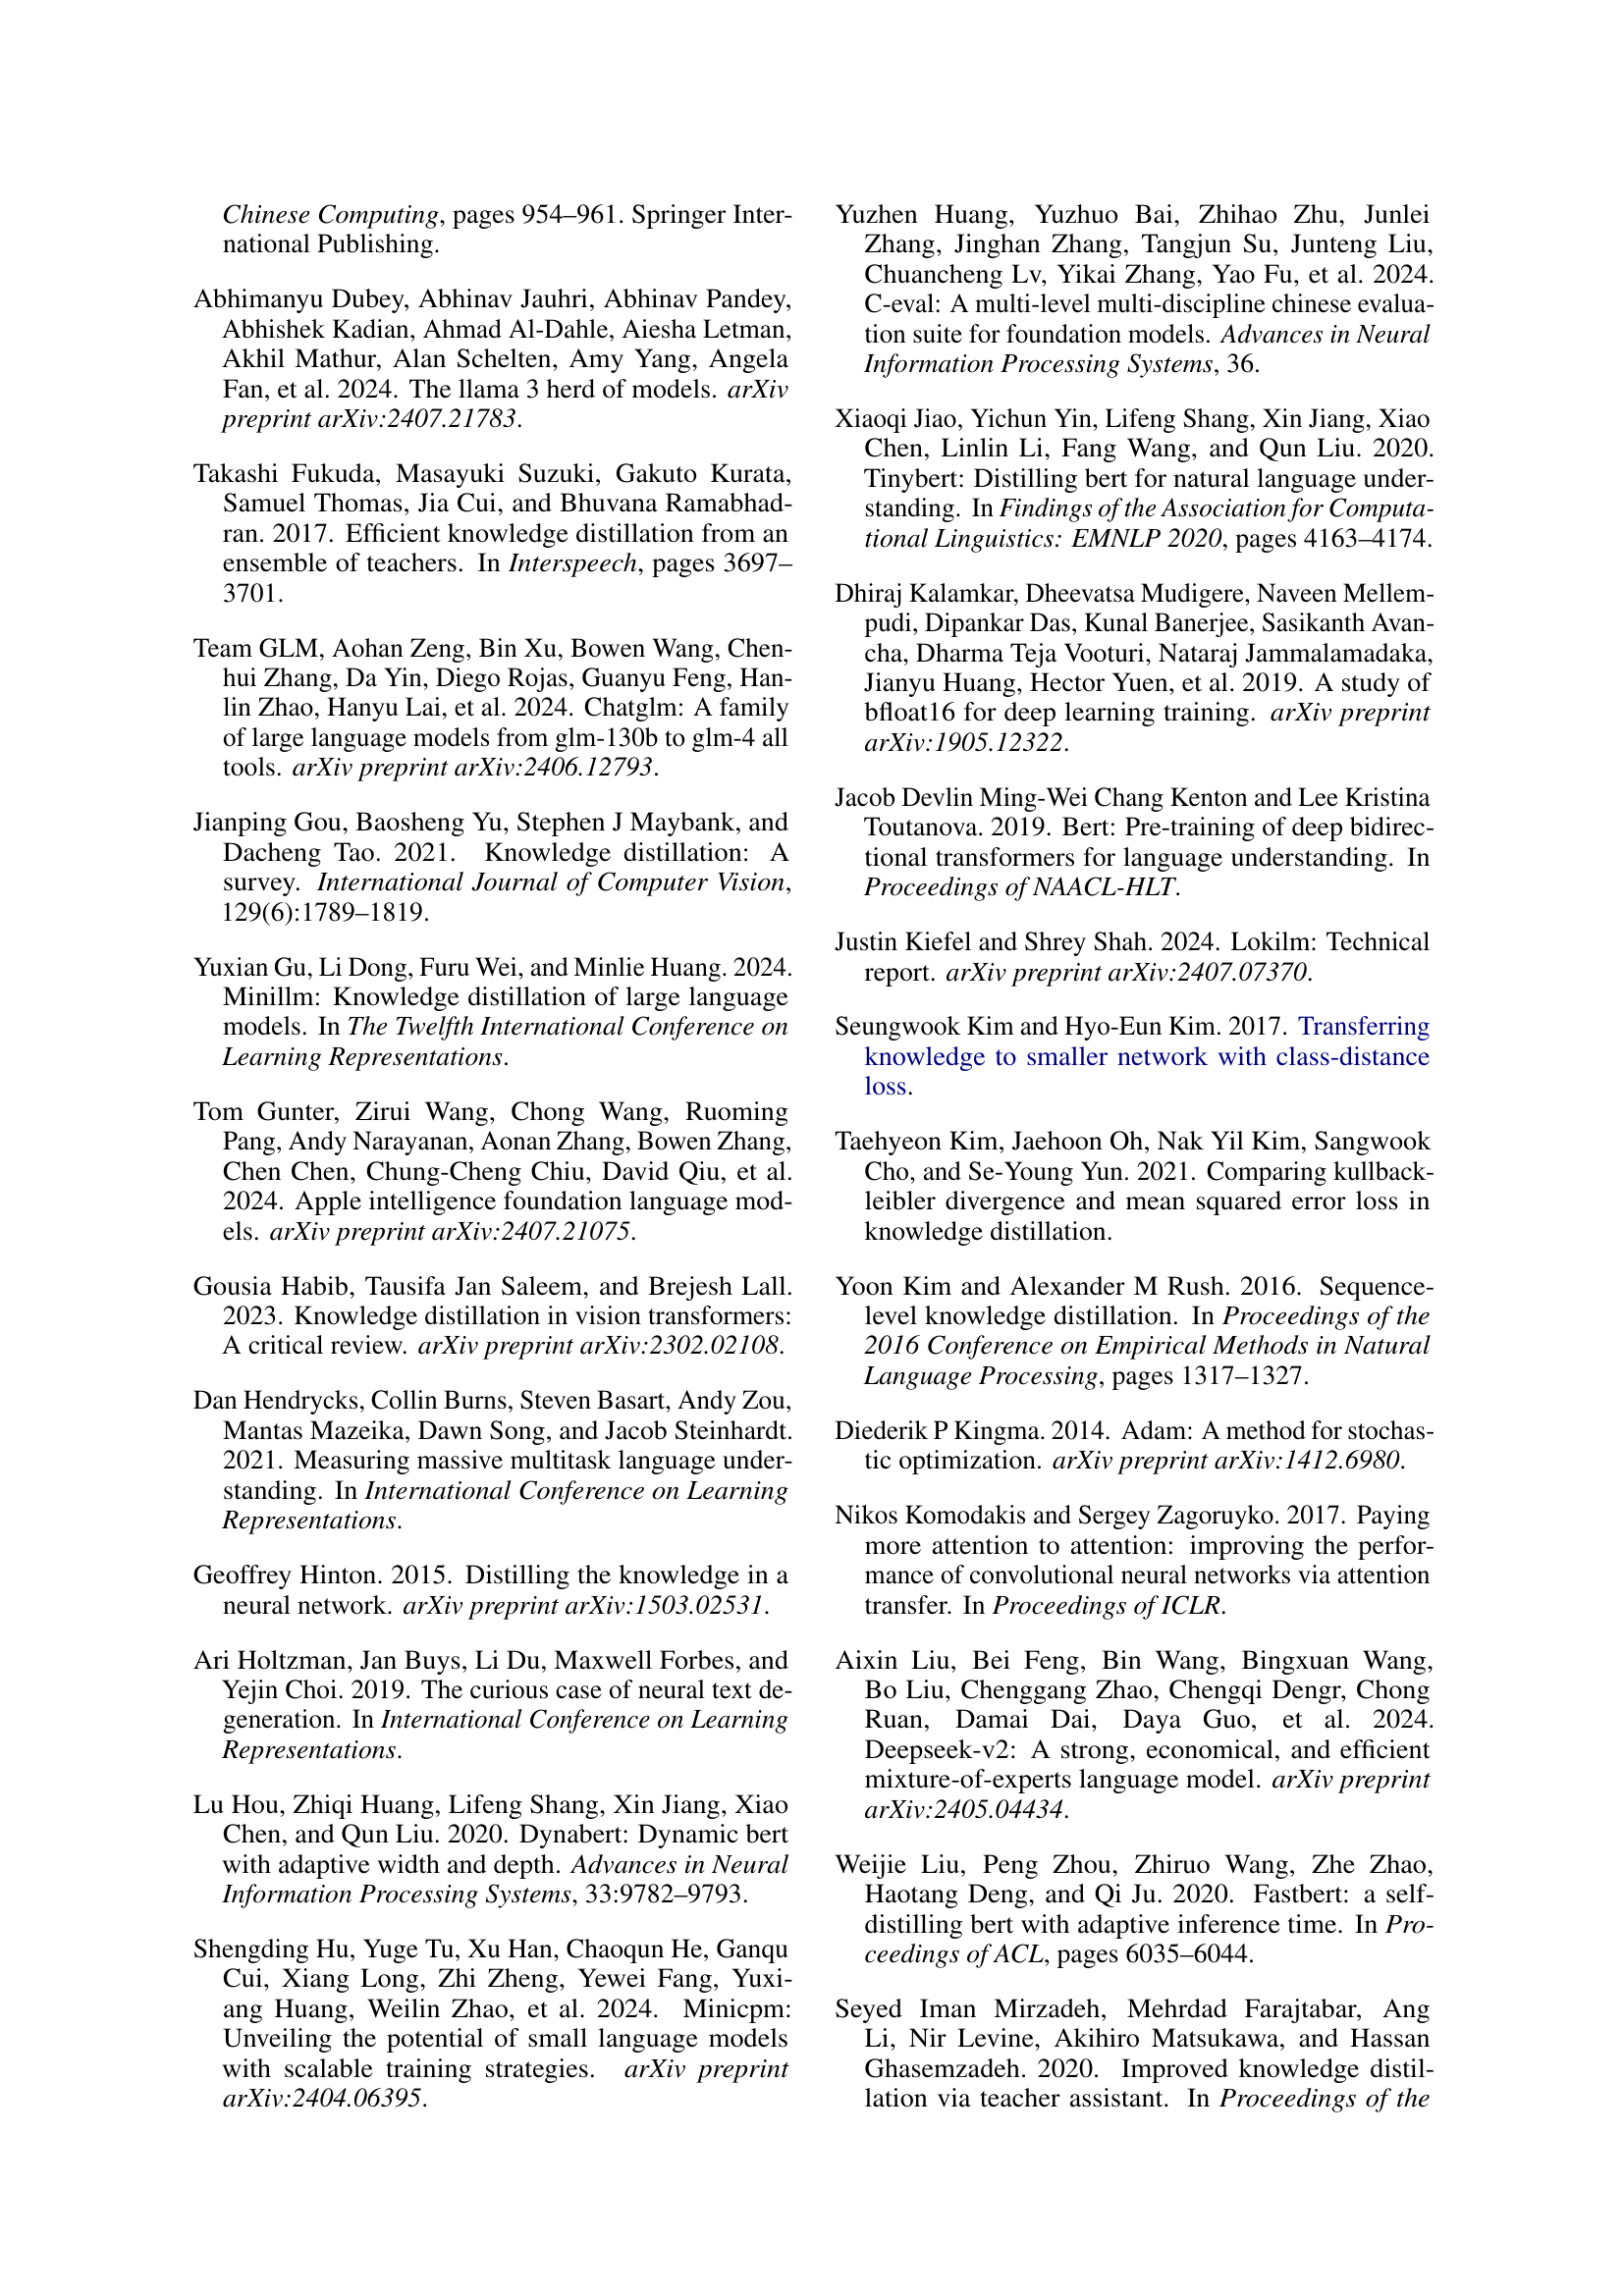 Chinese Computing, pages 954–961. Springer Inter-
national Publishing.
Abhimanyu Dubey, Abhinav Jauhri, Abhinav Pandey,
Abhishek Kadian, Ahmad Al-Dahle, Aiesha Letman,
Akhil Mathur, Alan Schelten, Amy Yang, Angela
Fan, et al. 2024. The llama 3 herd of models. arXiv
preprint arXiv:2407.21783.
Takashi Fukuda, Masayuki Suzuki, Gakuto Kurata,
Samuel Thomas, Jia Cui, and Bhuvana Ramabhad-
ran. 2017. Efficient knowledge distillation from an
ensemble of teachers. In Interspeech, pages 3697–
3701.
Team GLM, Aohan Zeng, Bin Xu, Bowen Wang, Chen-
hui Zhang, Da Yin, Diego Rojas, Guanyu Feng, Han-
lin Zhao, Hanyu Lai, et al. 2024. Chatglm: A family
of large language models from glm-130b to glm-4 all
tools. arXiv preprint arXiv:2406.12793.
Jianping Gou, Baosheng Yu, Stephen J Maybank, and
Dacheng Tao. 2021. Knowledge distillation: A
survey. International Journal of Computer Vision,
129(6):1789–1819.
Yuxian Gu, Li Dong, Furu Wei, and Minlie Huang. 2024.
Minillm: Knowledge distillation of large language
models. In The Twelfth International Conference on
Learning Representations.
Tom Gunter, Zirui Wang, Chong Wang, Ruoming
Pang, Andy Narayanan, Aonan Zhang, Bowen Zhang,
Chen Chen, Chung-Cheng Chiu, David Qiu, et al.
2024. Apple intelligence foundation language mod-
els. arXiv preprint arXiv:2407.21075.
Gousia Habib, Tausifa Jan Saleem, and Brejesh Lall.
2023. Knowledge distillation in vision transformers:
A critical review. arXiv preprint arXiv:2302.02108.
Dan Hendrycks, Collin Burns, Steven Basart, Andy Zou,
Mantas Mazeika, Dawn Song, and Jacob Steinhardt.
2021. Measuring massive multitask language under-
standing. In International Conference on Learning
Representations.
Geoffrey Hinton. 2015. Distilling the knowledge in a
neural network. arXiv preprint arXiv:1503.02531.
Ari Holtzman, Jan Buys, Li Du, Maxwell Forbes, and
Yejin Choi. 2019. The curious case of neural text de-
generation. In International Conference on Learning
Representations.
Lu Hou, Zhiqi Huang, Lifeng Shang, Xin Jiang, Xiao
Chen, and Qun Liu. 2020. Dynabert: Dynamic bert
with adaptive width and depth. Advances in Neural
Information Processing Systems, 33:9782–9793.
Shengding Hu, Yuge Tu, Xu Han, Chaoqun He, Ganqu
Cui, Xiang Long, Zhi Zheng, Yewei Fang, Yuxi-
ang Huang, Weilin Zhao, et al. 2024. Minicpm:
Unveiling the potential of small language models
with scalable training strategies. arXiv preprint
arXiv:2404.06395.
Yuzhen Huang, Yuzhuo Bai, Zhihao Zhu, Junlei
Zhang, Jinghan Zhang, Tangjun Su, Junteng Liu,
Chuancheng Lv, Yikai Zhang, Yao Fu, et al. 2024.
C-eval: A multi-level multi-discipline chinese evalua-
tion suite for foundation models. Advances in Neural
Information Processing Systems, 36.
Xiaoqi Jiao, Yichun Yin, Lifeng Shang, Xin Jiang, Xiao
Chen, Linlin Li, Fang Wang, and Qun Liu. 2020.
Tinybert: Distilling bert for natural language under-
standing. In Findings of the Association for Computa-
tional Linguistics: EMNLP 2020, pages 4163–4174.
Dhiraj Kalamkar, Dheevatsa Mudigere, Naveen Mellem-
pudi, Dipankar Das, Kunal Banerjee, Sasikanth Avan-
cha, Dharma Teja Vooturi, Nataraj Jammalamadaka,
Jianyu Huang, Hector Yuen, et al. 2019. A study of
bfloat16 for deep learning training. arXiv preprint
arXiv:1905.12322.
Jacob Devlin Ming-Wei Chang Kenton and Lee Kristina
Toutanova. 2019. Bert: Pre-training of deep bidirec-
tional transformers for language understanding. In
Proceedings of NAACL-HLT.
Justin Kiefel and Shrey Shah. 2024. Lokilm: Technical
report. arXiv preprint arXiv:2407.07370.
Seungwook Kim and Hyo-Eun Kim. 2017. Transferring
knowledge to smaller network with class-distance
loss.
Taehyeon Kim, Jaehoon Oh, Nak Yil Kim, Sangwook
Cho, and Se-Young Yun. 2021. Comparing kullback-
leibler divergence and mean squared error loss in
knowledge distillation.
Yoon Kim and Alexander M Rush. 2016. Sequence-
level knowledge distillation. In Proceedings of the
2016 Conference on Empirical Methods in Natural
Language Processing, pages 1317–1327.
Diederik P Kingma. 2014. Adam: A method for stochas-
tic optimization. arXiv preprint arXiv:1412.6980.
Nikos Komodakis and Sergey Zagoruyko. 2017. Paying
more attention to attention: improving the perfor-
mance of convolutional neural networks via attention
transfer. In Proceedings of ICLR.
Aixin Liu, Bei Feng, Bin Wang, Bingxuan Wang,
Bo Liu, Chenggang Zhao, Chengqi Dengr, Chong
Ruan, Damai Dai, Daya Guo, et al. 2024.
Deepseek-v2: A strong, economical, and efficient
mixture-of-experts language model. arXiv preprint
arXiv:2405.04434.
Weijie Liu, Peng Zhou, Zhiruo Wang, Zhe Zhao,
Haotang Deng, and Qi Ju. 2020. Fastbert: a self-
distilling bert with adaptive inference time. In Pro-
ceedings of ACL, pages 6035–6044.
Seyed Iman Mirzadeh, Mehrdad Farajtabar, Ang
Li, Nir Levine, Akihiro Matsukawa, and Hassan
Ghasemzadeh. 2020. Improved knowledge distil-
lation via teacher assistant. In Proceedings of the